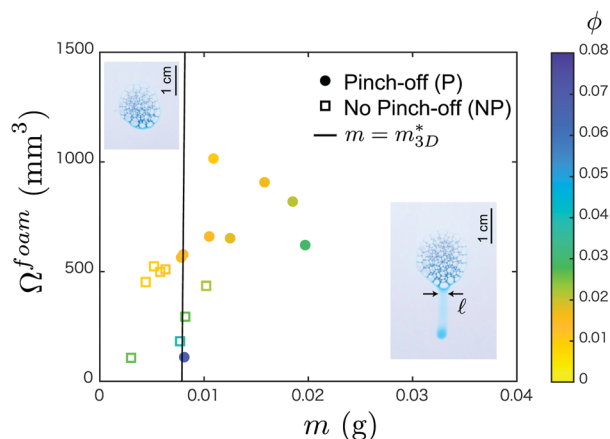 ϕ
1500
1000
500
0
Ω^{foam} (mm³)
1 cm
Pinch-off (P)
No Pinch-off (NP)
m = m*_{3D}
1 cm
ℓ
0
0.01
0.02
0.03
0.04
m (g)
0.08
0.07
0.06
0.05
0.04
0.03
0.02
0.01
0